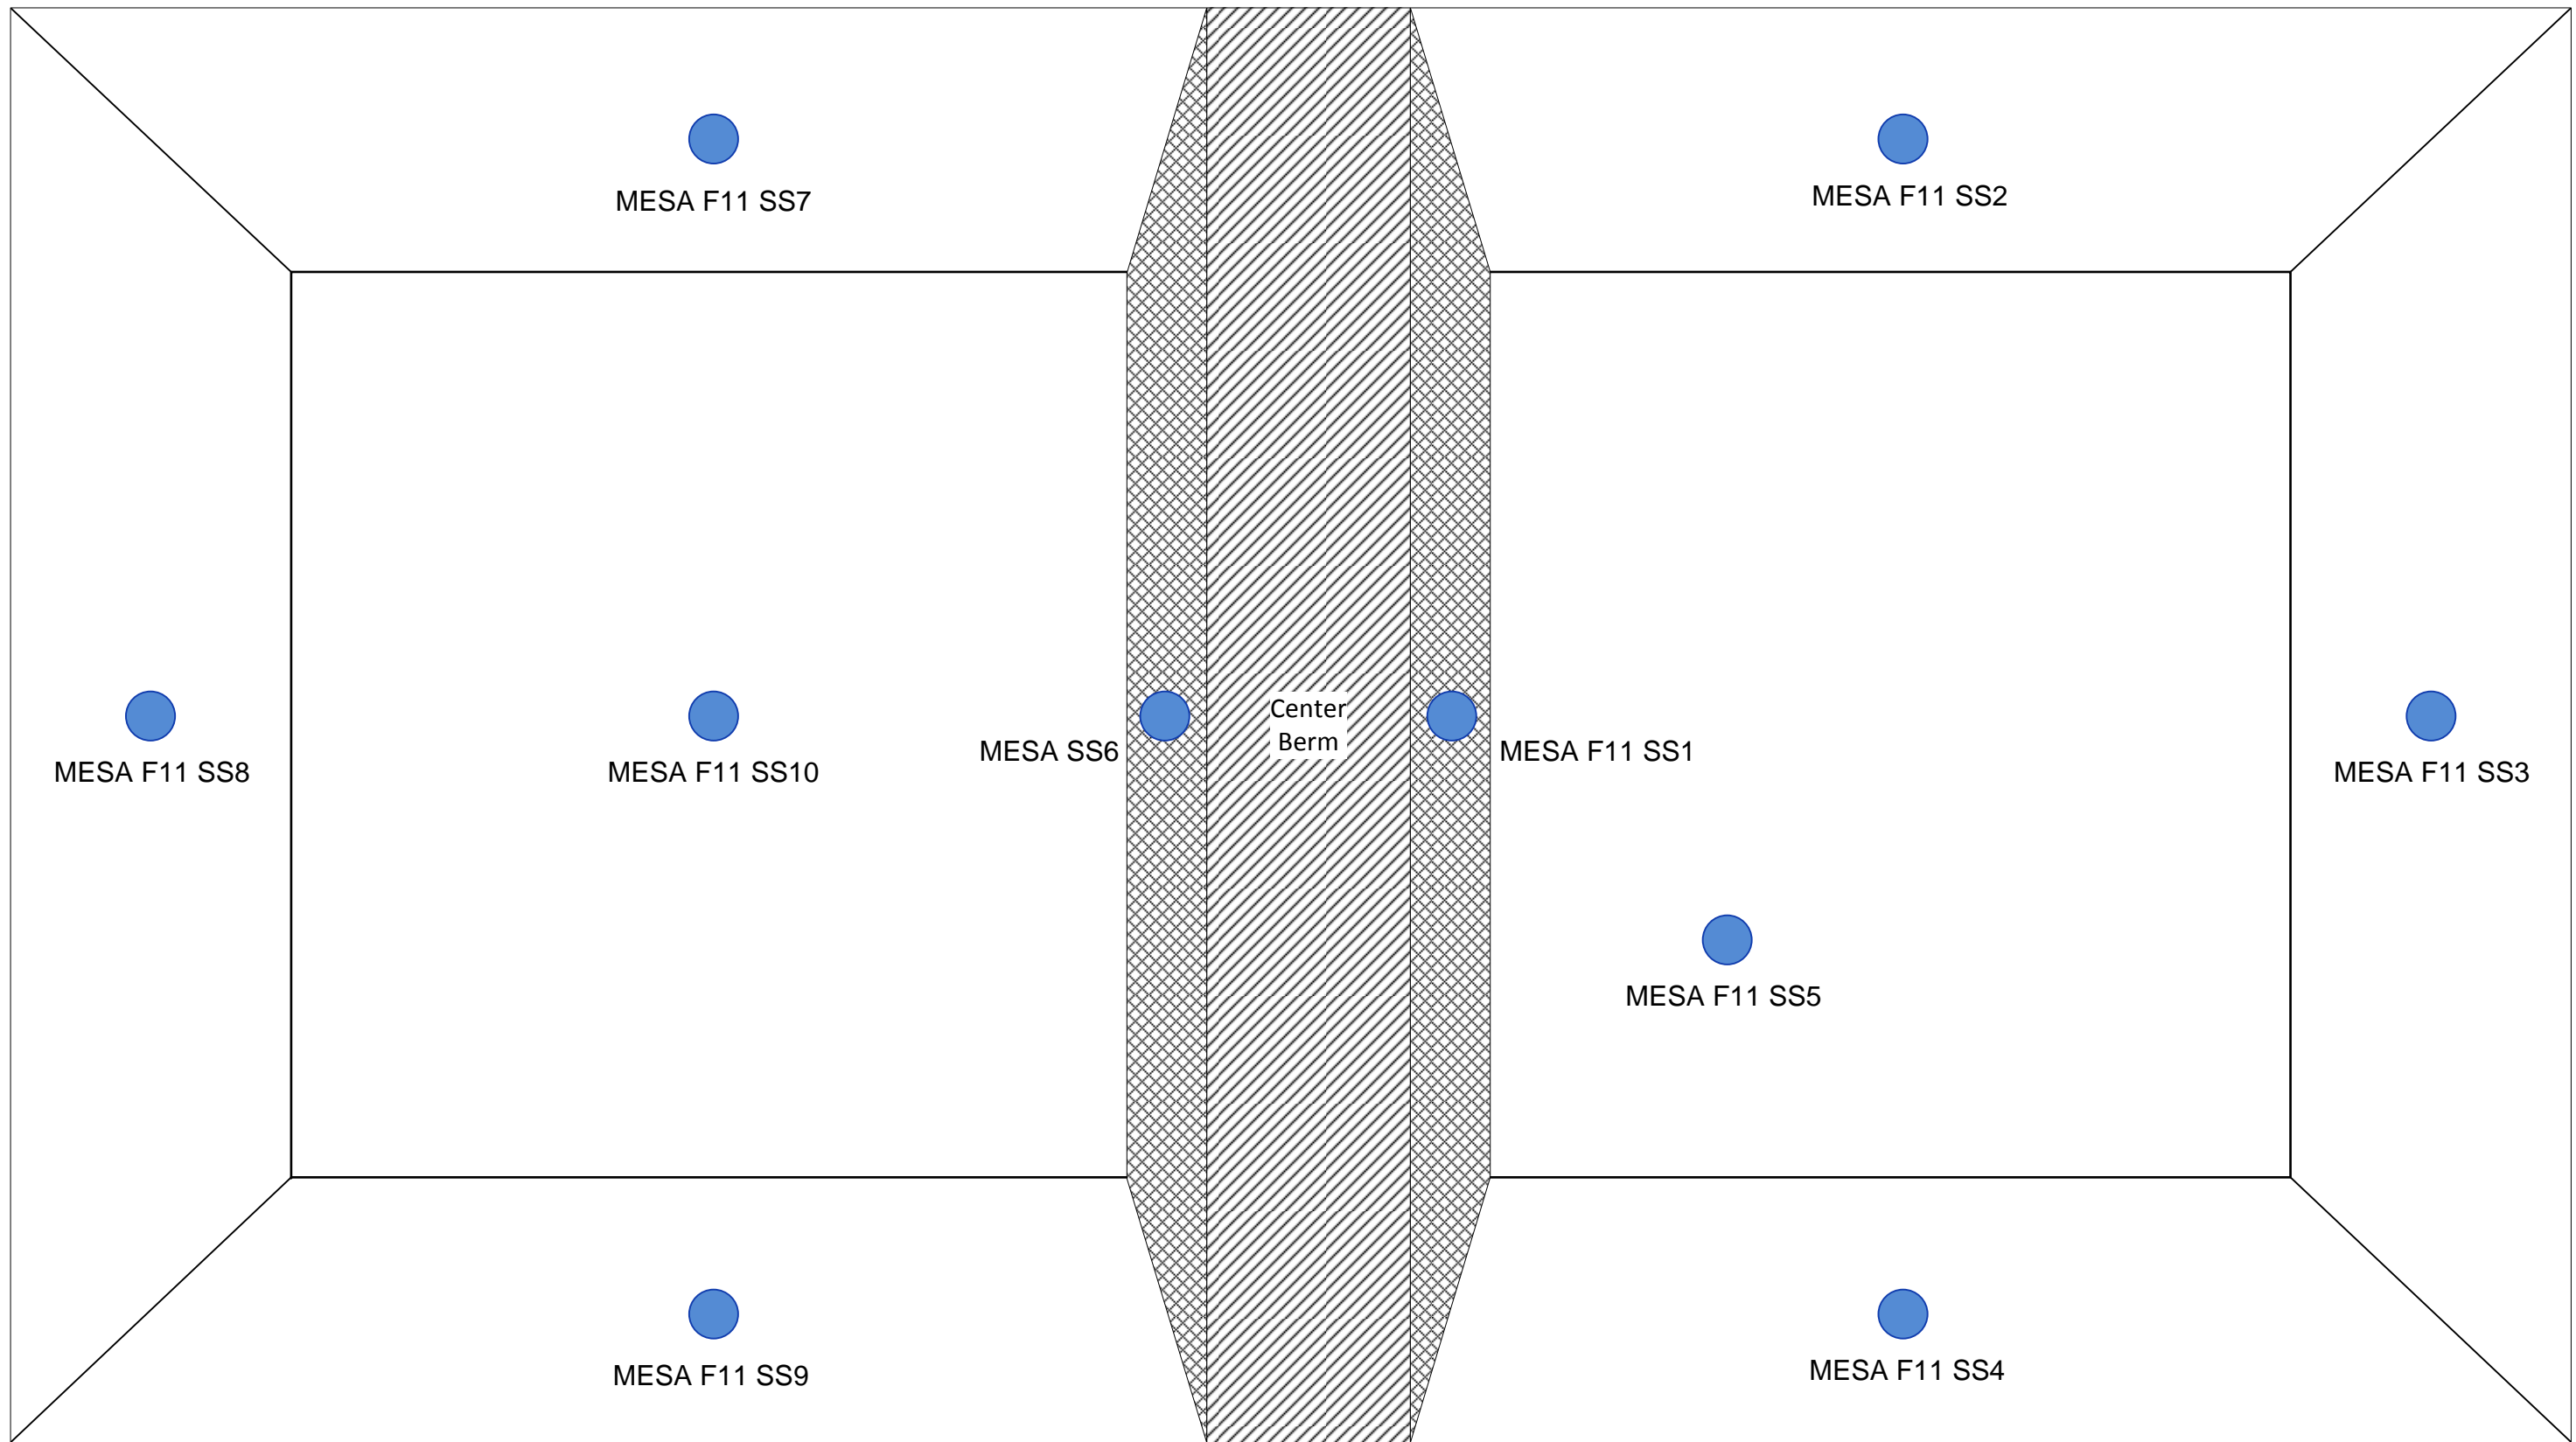 MESA F11 SS7
MESA F11 SS2
Center
Berm
MESA SS6
MESA F11 SS1
MESA F11 SS8
MESA F11 SS10
MESA F11 SS3
MESA F11 SS5
MESA F11 SS9
MESA F11 SS4